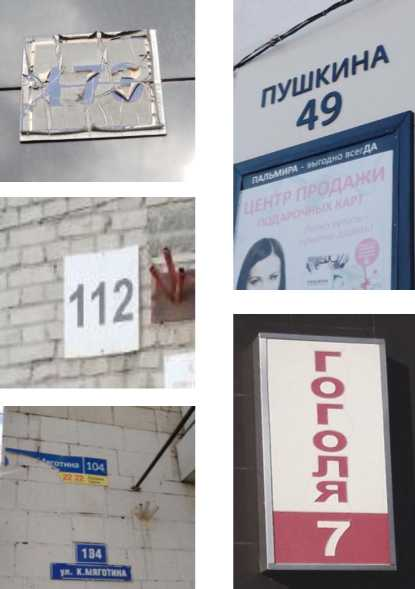 173
112
МЯГОТИНА 104
22 22
104
ул. К.МЯГОТИНА
ПУШКИНА
49
ПАЛЬМИРА - выгодно всегДА
ЦЕНТР ПРОДАЖИ
ПОДАРОЧНЫХ КАРТ
ГОГОЛЯ
7